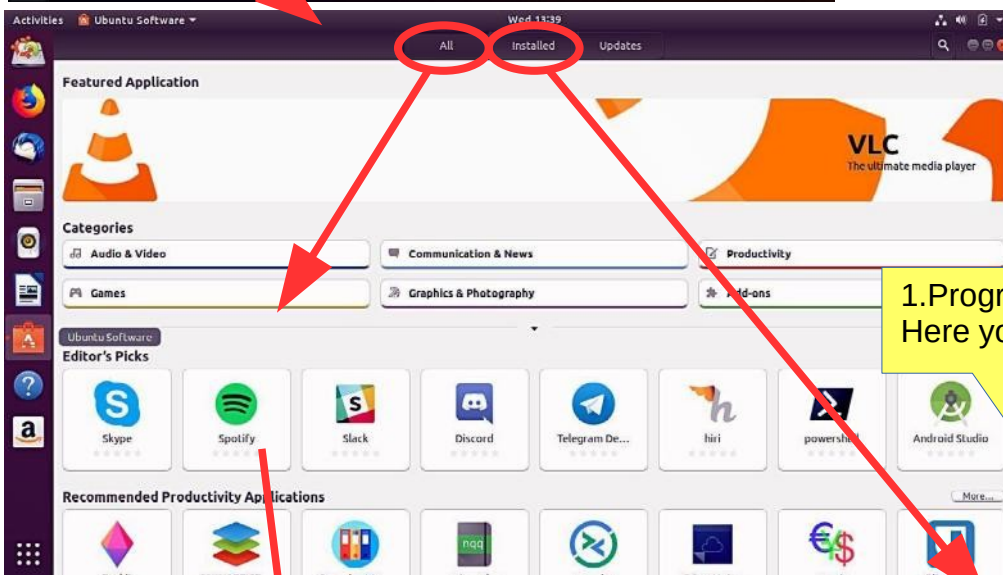 Activities Ubuntu Software Wed 13:39
All Installed Updates
Featured Application
VLC
The ultimate media player
Categories
Audio & Video Communication & News Productivity
Games Graphics & Photography Add-ons
1.Progr
Here yo
Ubuntu Software
Editor's Picks
S S
Skype Spotify Slack Discord Telegram De... hiri powershell Android Studio
Recommended Productivity Applications More...
nqq €$
a